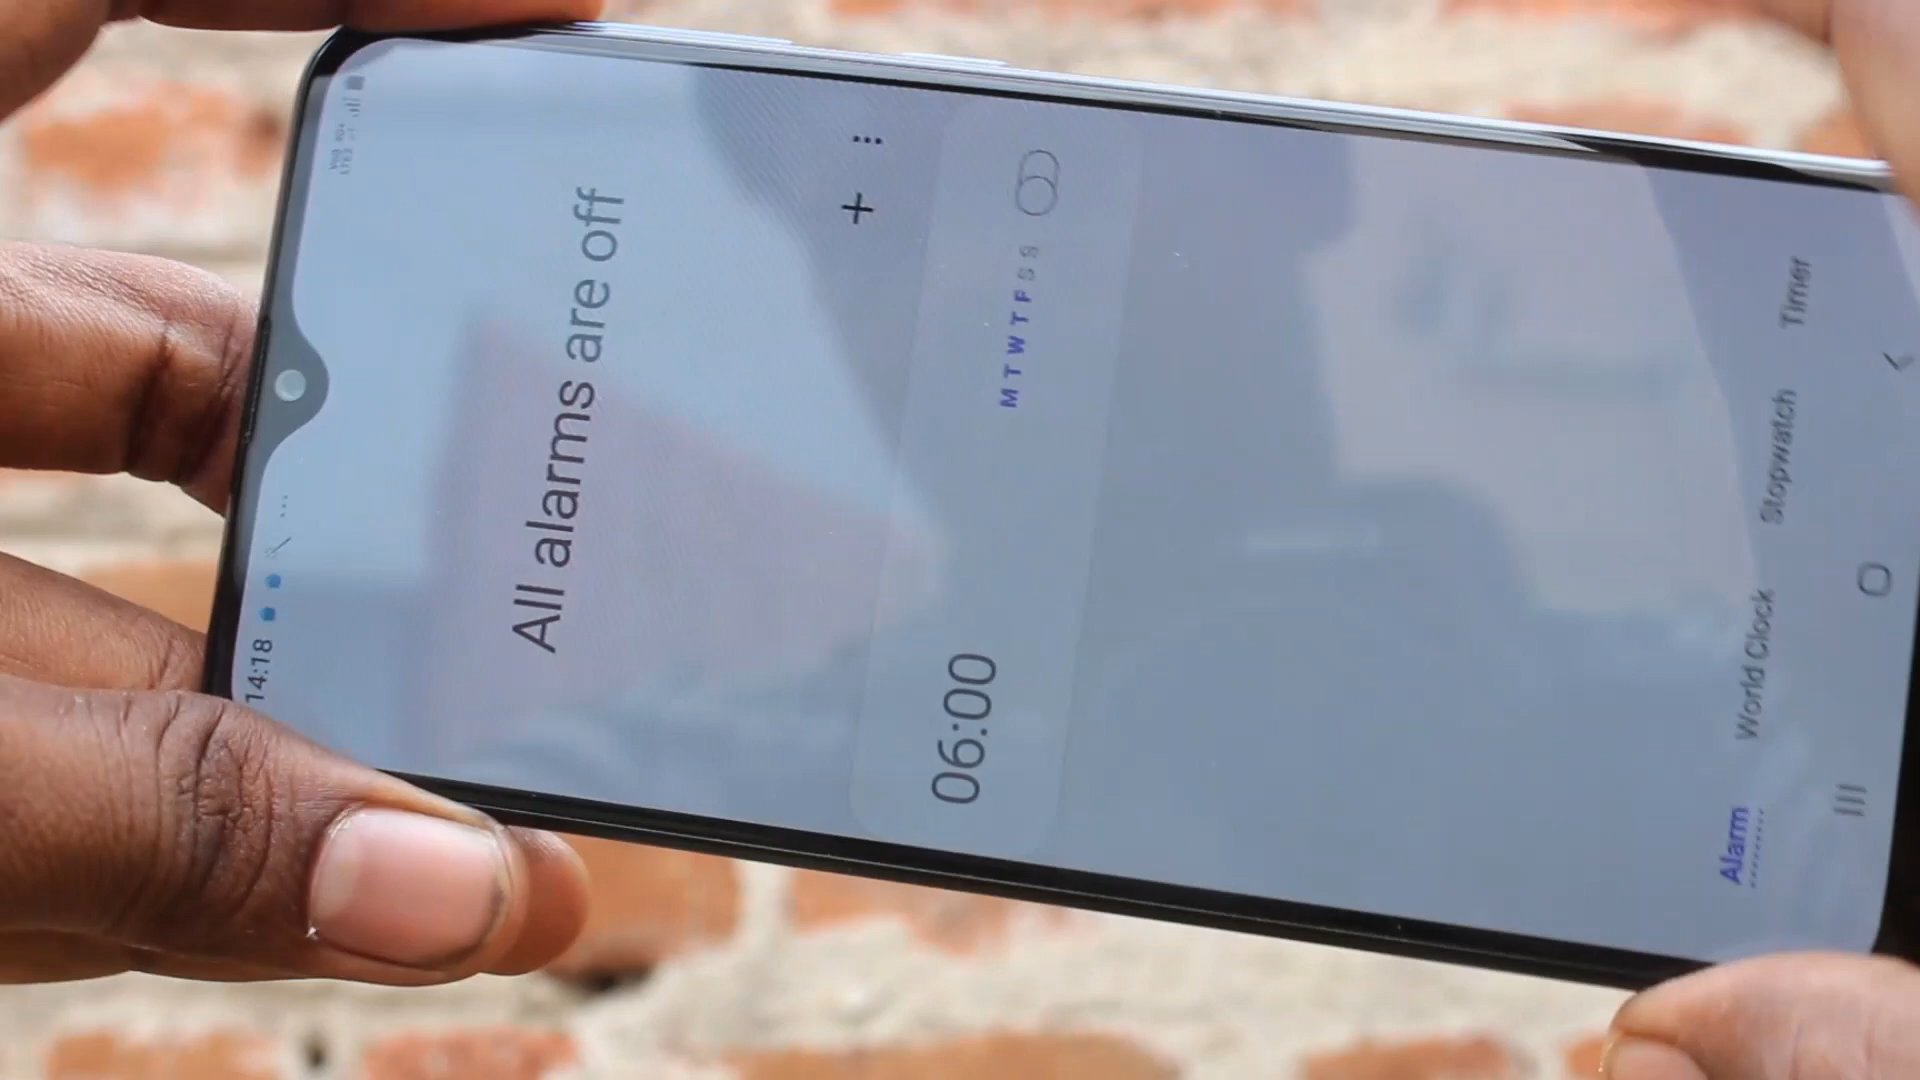 14:18
All alarms are off
06:00
M T W T F S S
Alarm World Clock Stopwatch Timer